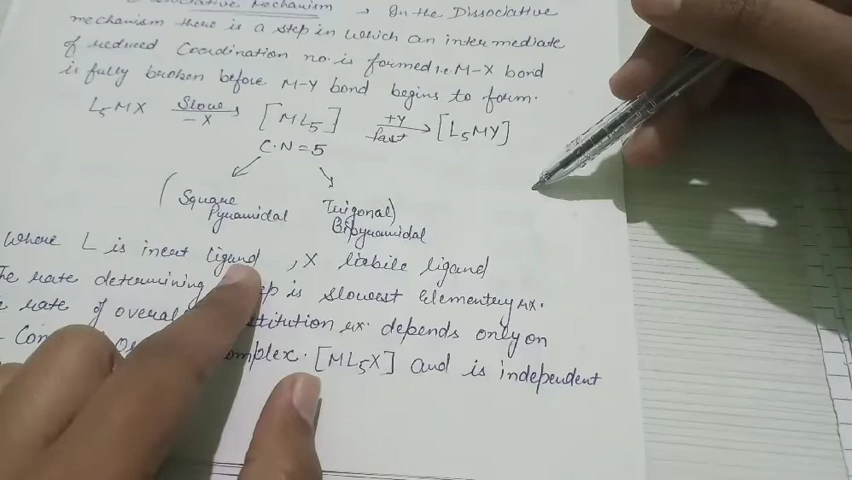 Dissociative Mechanism → In the Dissociative
mechanism there is a step in which an intermediate
of reduced Coordination no. is formed i.e. M-X bond
is fully broken before M-Y bond begins to form.
L₅MX —Slow/-X→ [ML₅] —+Y/fast→ [L₅MY]
C.N = 5
(Square Pyramidal Trigonal Bipyramidal)
Where L is inert ligand, X liabile ligand
The rate determining step is slowest Elementery rx.
rate of overall substitution rx. depends only on
complex. [ML₅X] and is independent